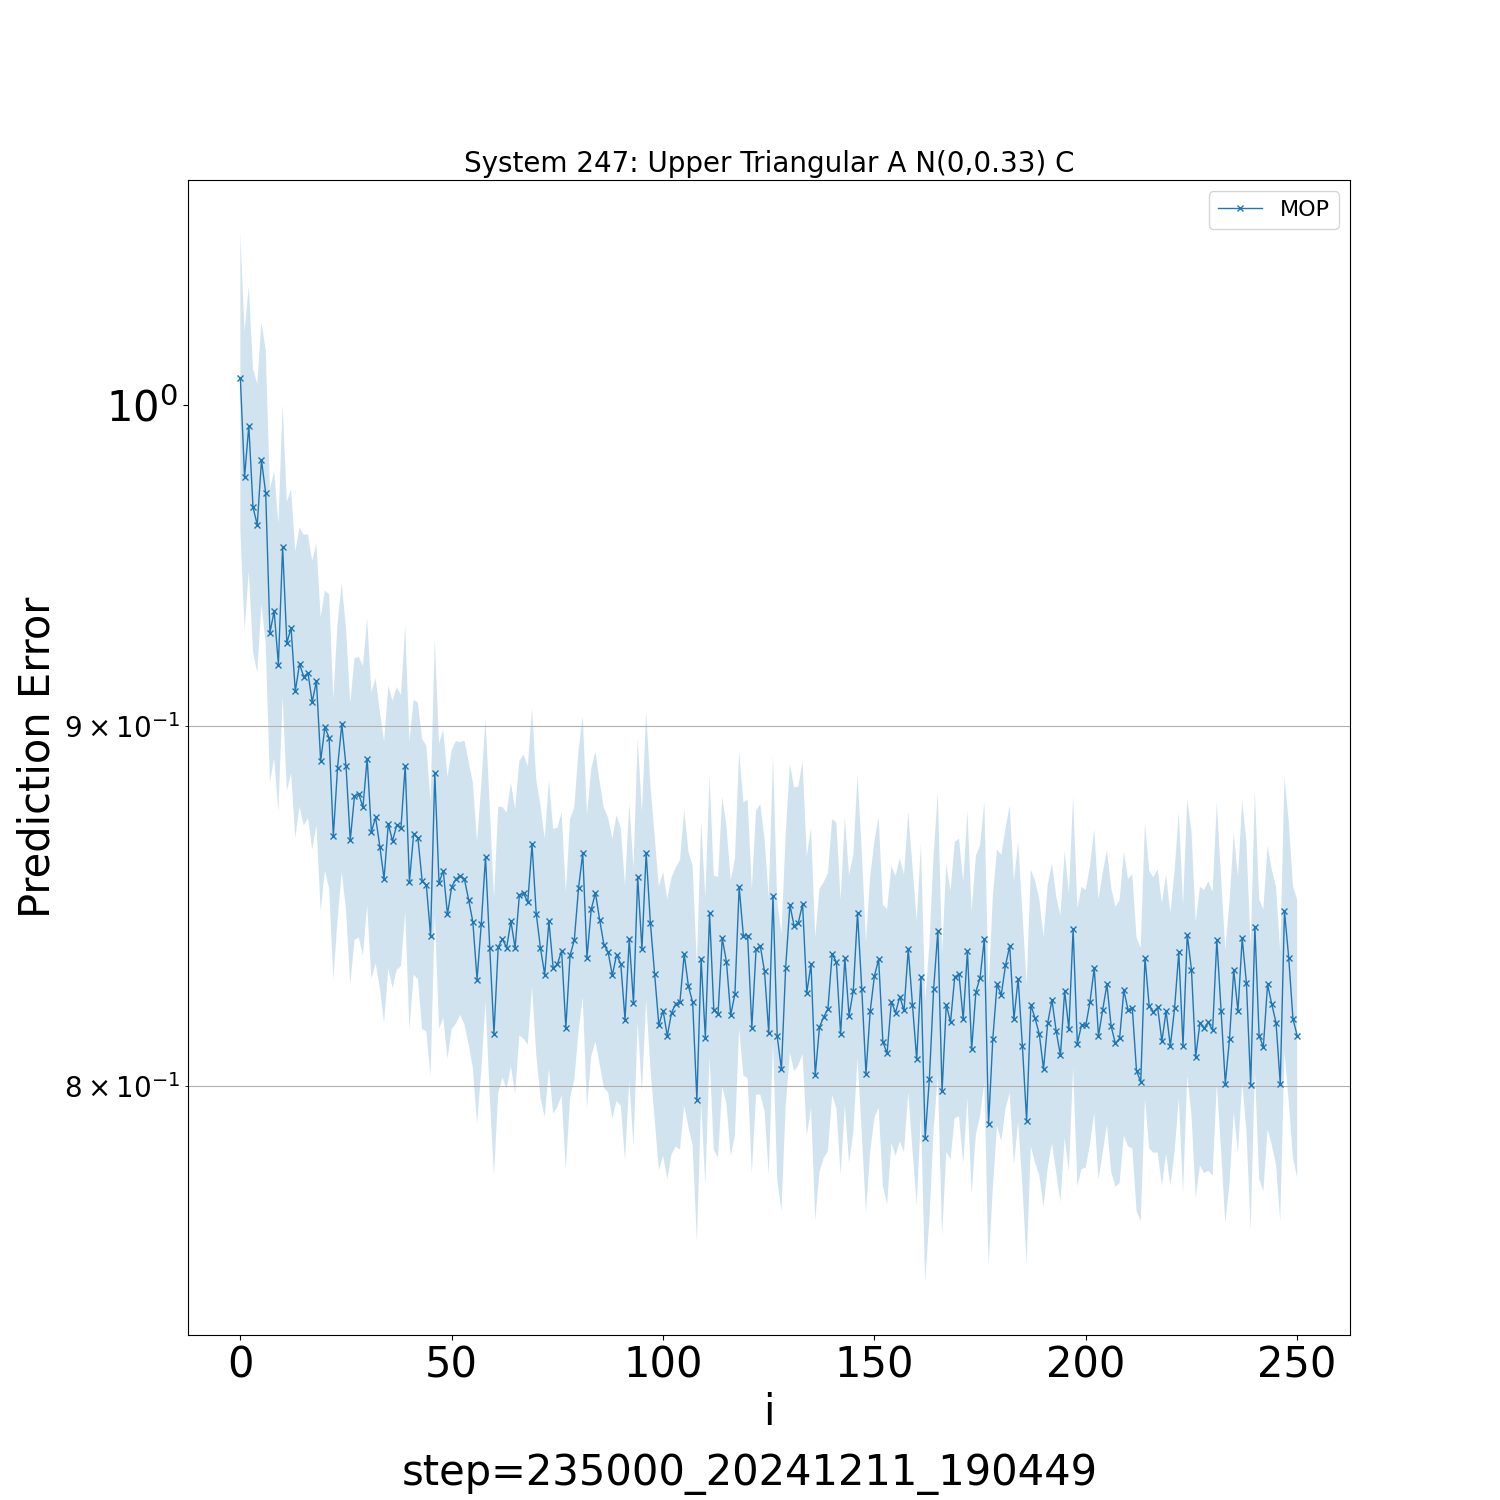 System 247: Upper Triangular A N(0,0.33) C
MOP
10⁰
9 × 10⁻¹
8 × 10⁻¹
Prediction Error
0 50 100 150 200 250
i
step=235000_20241211_190449